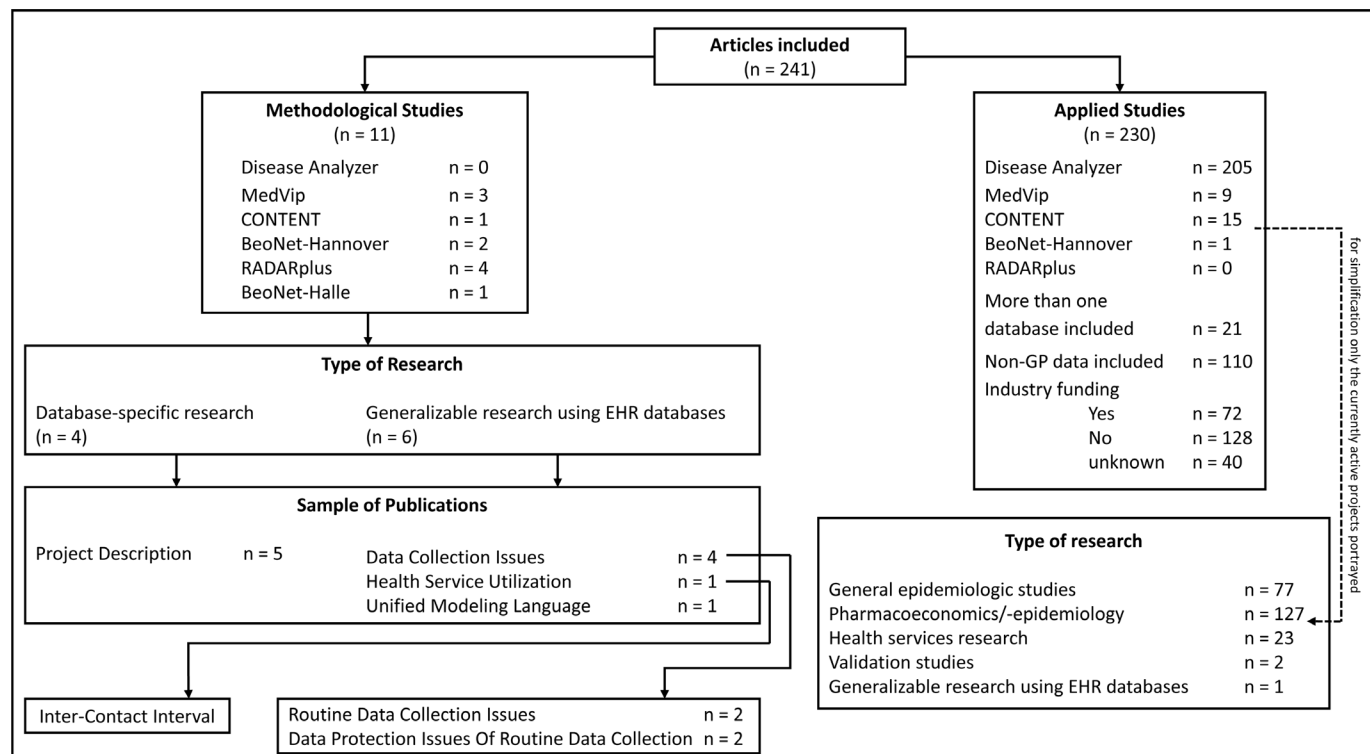 Articles included
(n = 241)
Methodological Studies
(n = 11)
Disease Analyzer n = 0
MedVip n = 3
CONTENT n = 1
BeoNet-Hannover n = 2
RADARplus n = 4
BeoNet-Halle n = 1
Type of Research
Database-specific research Generalizable research using EHR databases
(n = 4) (n = 6)
Sample of Publications
Project Description n = 5
Data Collection Issues n = 4
Health Service Utilization n = 1
Unified Modeling Language n = 1
Inter-Contact Interval
Routine Data Collection Issues n = 2
Data Protection Issues Of Routine Data Collection n = 2
Applied Studies
(n = 230)
Disease Analyzer n = 205
MedVip n = 9
CONTENT n = 15
BeoNet-Hannover n = 1
RADARplus n = 0
More than one
database included n = 21
Non-GP data included n = 110
Industry funding
Yes n = 72
No n = 128
unknown n = 40
for simplification only the currently active projects portrayed
Type of research
General epidemiologic studies n = 77
Pharmacoeconomics/-epidemiology n = 127
Health services research n = 23
Validation studies n = 2
Generalizable research using EHR databases n = 1